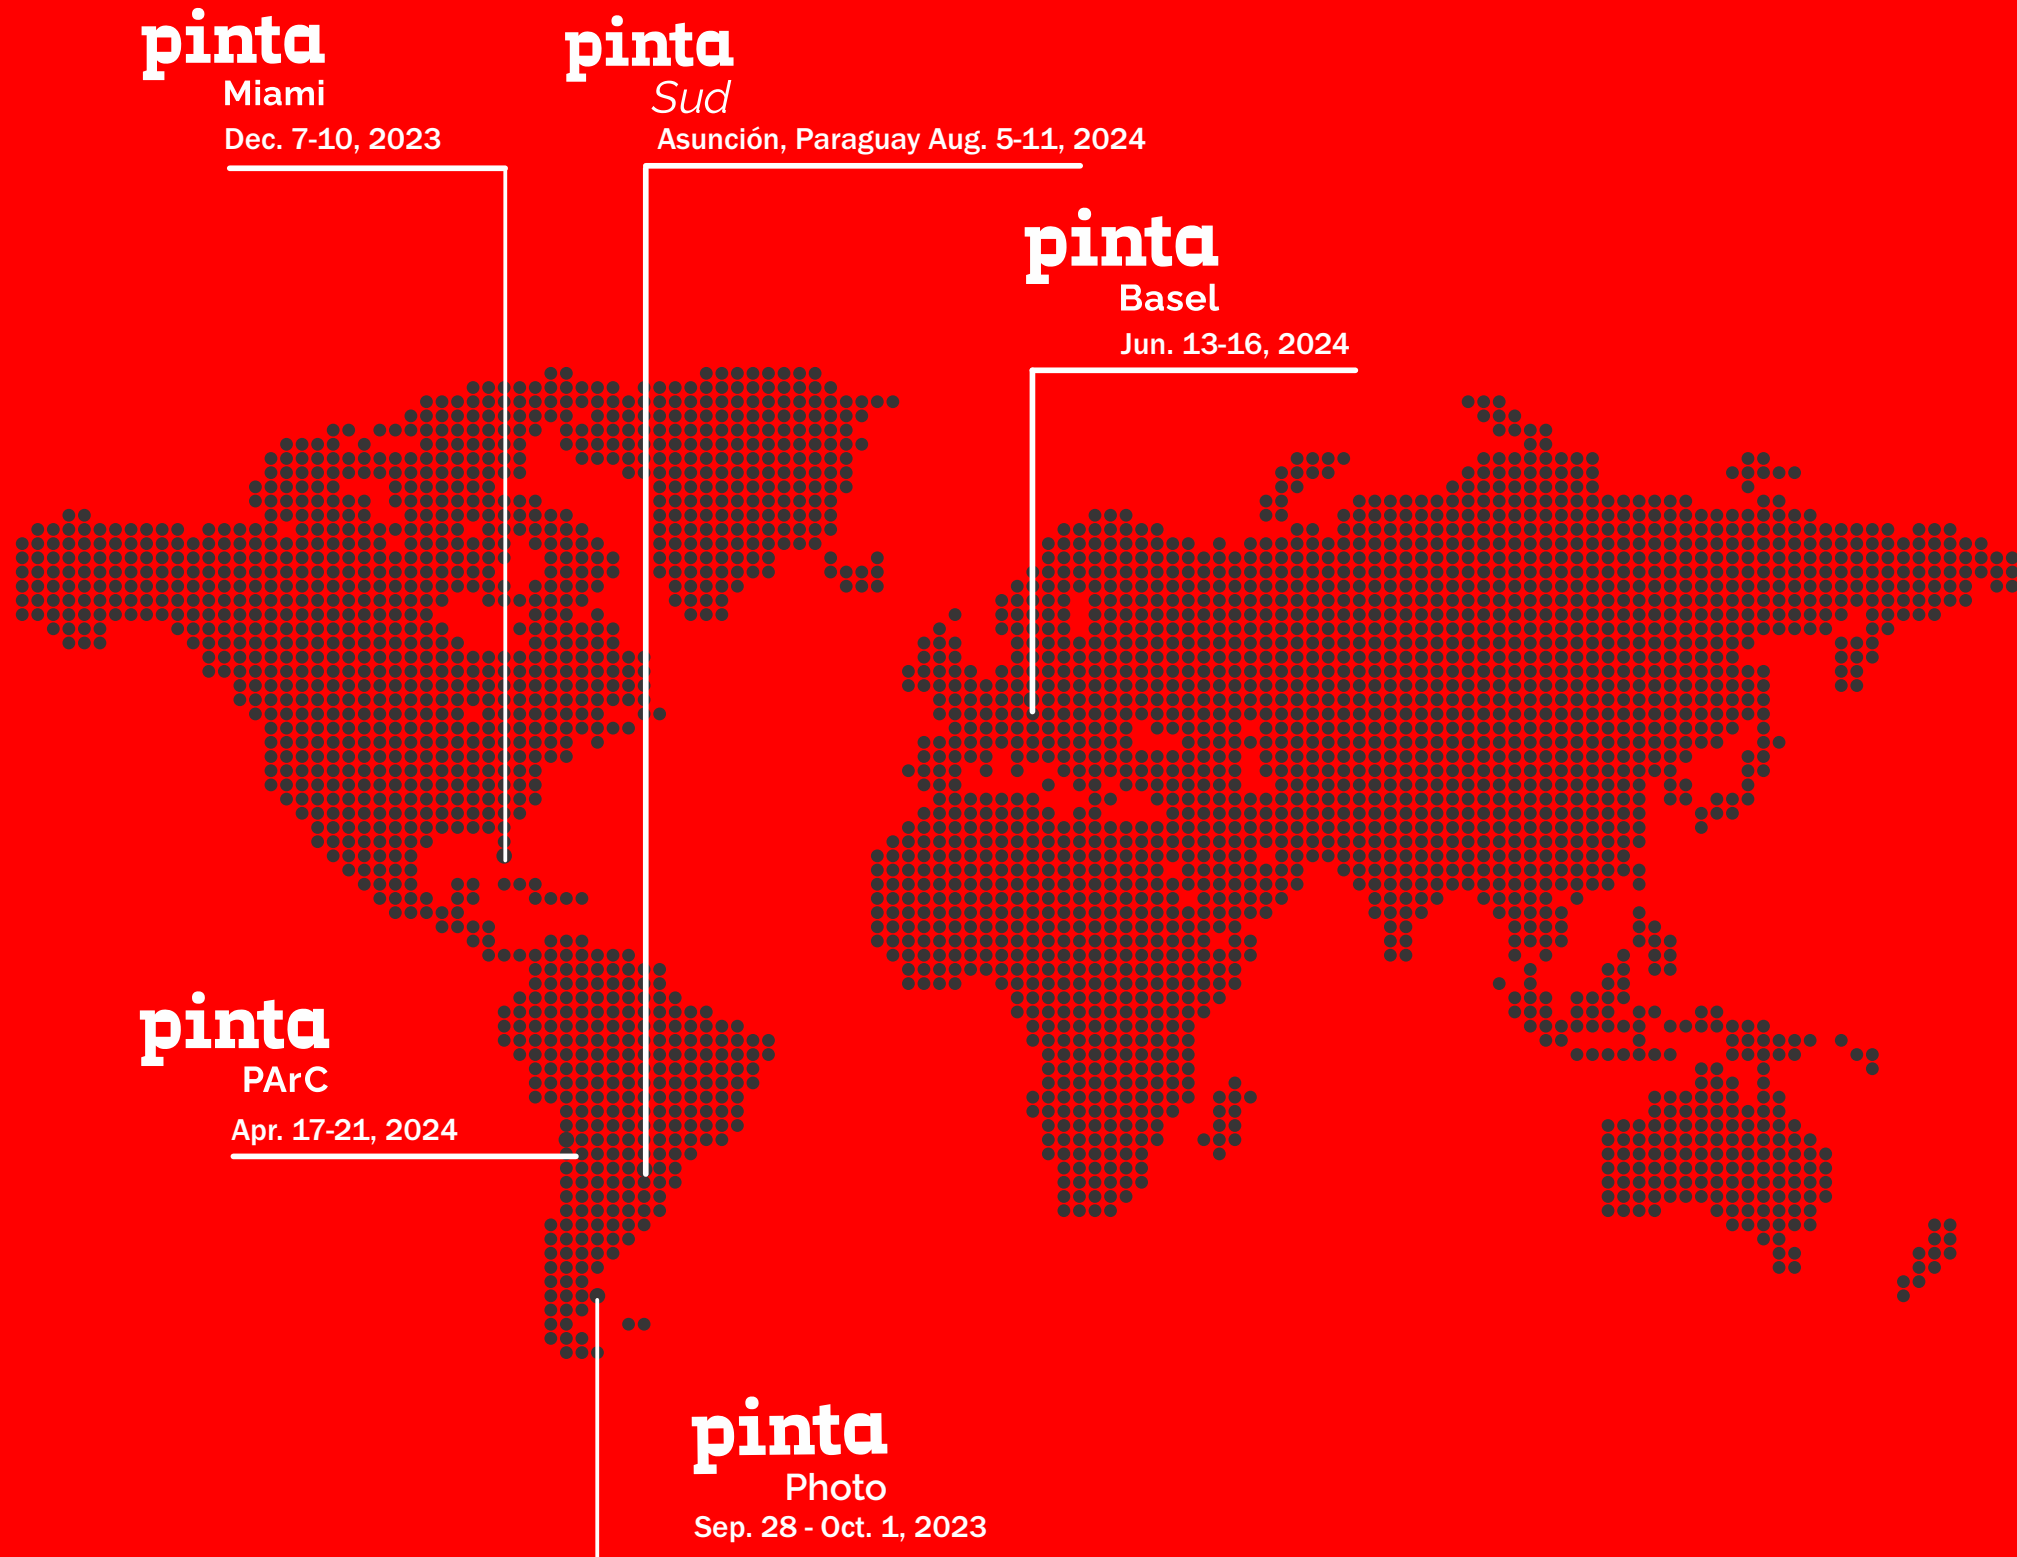 pinta
Miami
Dec. 7-10, 2023
pinta
Sud
Asunción, Paraguay Aug. 5-11, 2024
pinta
Basel
Jun. 13-16, 2024
pinta
PArC
Apr. 17-21, 2024
pinta
Photo
Sep. 28 - Oct. 1, 2023